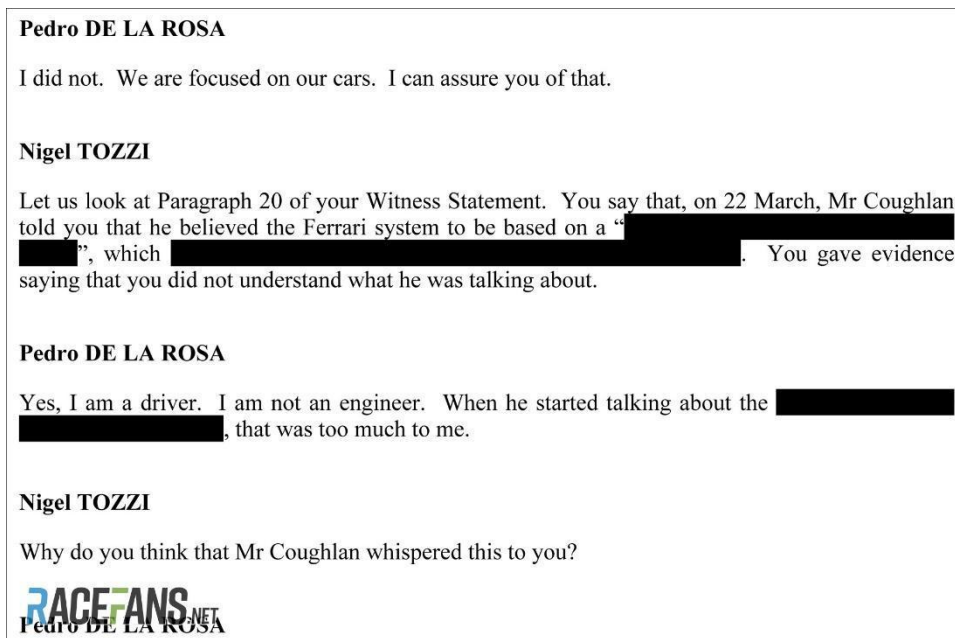 Pedro DE LA ROSA
I did not. We are focused on our cars. I can assure you of that.
Nigel TOZZI
Let us look at Paragraph 20 of your Witness Statement. You say that, on 22 March, Mr Coughlan
told you that he believed the Ferrari system to be based on a “
”, which . You gave evidence
saying that you did not understand what he was talking about.
Pedro DE LA ROSA
Yes, I am a driver. I am not an engineer. When he started talking about the
, that was too much to me.
Nigel TOZZI
Why do you think that Mr Coughlan whispered this to you?
RACEFANS.NET
Pedro DE LA ROSA